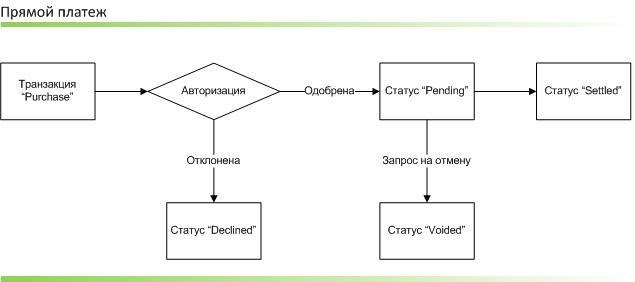 Прямой платеж
Транзакция
“Purchase”
Авторизация
Одобрена
Статус “Pending”
Статус “Settled”
Отклонена
Запрос на отмену
Статус “Declined”
Статус “Voided”